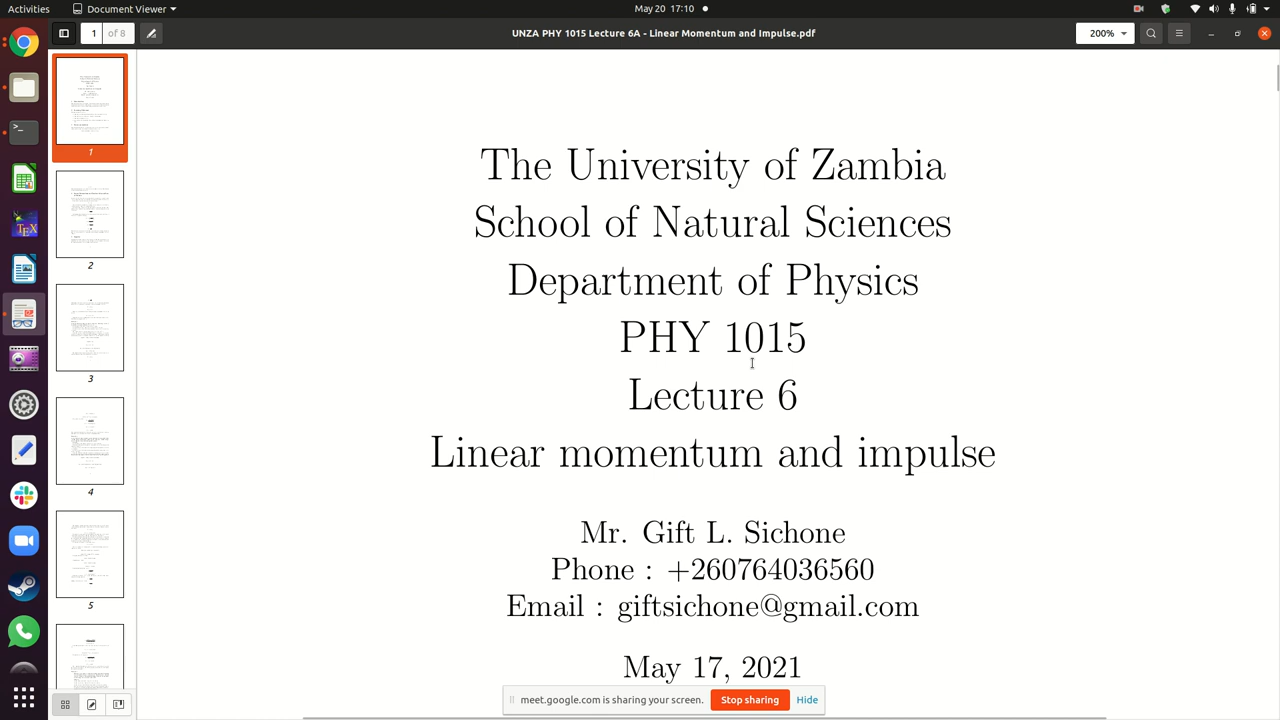 Activities
Document Viewer
May 20 17:10
1 of 8
UNZA PHY 1015 Lecture 6A - Linear Momentum and Impulse.pdf
200%
The University of Zambia
School of Natural Sciences
Department of Physics
PHY 1015
Lecture 6
Linear momentum and impulse
Mr. Gift L. Sichone
Phone : +260764036560
Email : giftsichone@gmail.com
May 17, 2021
1
2
3
4
5
meet.google.com is sharing your screen.
Stop sharing
Hide